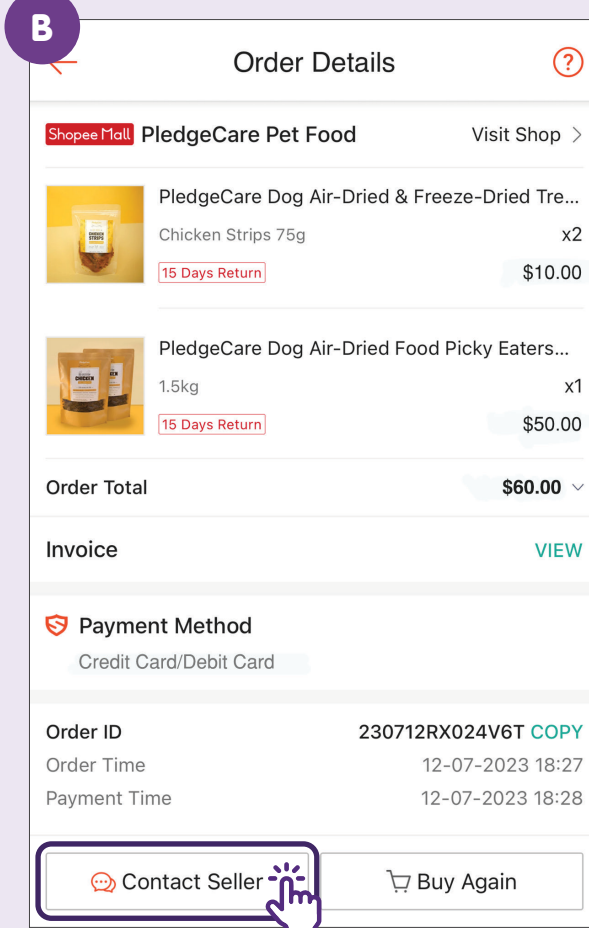 B
Order Details
?
Shopee Mall PledgeCare Pet Food Visit Shop >
PledgeCare Dog Air-Dried & Freeze-Dried Tre...
Chicken Strips 75g x2
CHICKEN
STRIPS
15 Days Return $10.00
PledgeCare Dog Air-Dried Food Picky Eaters...
1.5kg x1
CHICKEN
15 Days Return $50.00
Order Total $60.00
Invoice VIEW
Payment Method
Credit Card/Debit Card
Order ID 230712RX024V6T COPY
Order Time 12-07-2023 18:27
Payment Time 12-07-2023 18:28
Contact Seller Buy Again